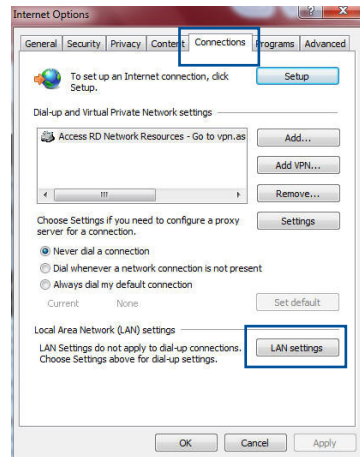 Internet Options
General Security Privacy Content Connections Programs Advanced
To set up an Internet connection, click
Setup.
Setup
Dial-up and Virtual Private Network settings
Access RD Network Resources - Go to vpn.as
Add...
Add VPN...
Remove...
Choose Settings if you need to configure a proxy
server for a connection.
Settings
Never dial a connection
Dial whenever a network connection is not present
Always dial my default connection
Current None
Set default
Local Area Network (LAN) settings
LAN Settings do not apply to dial-up connections.
Choose Settings above for dial-up settings.
LAN settings
OK Cancel Apply